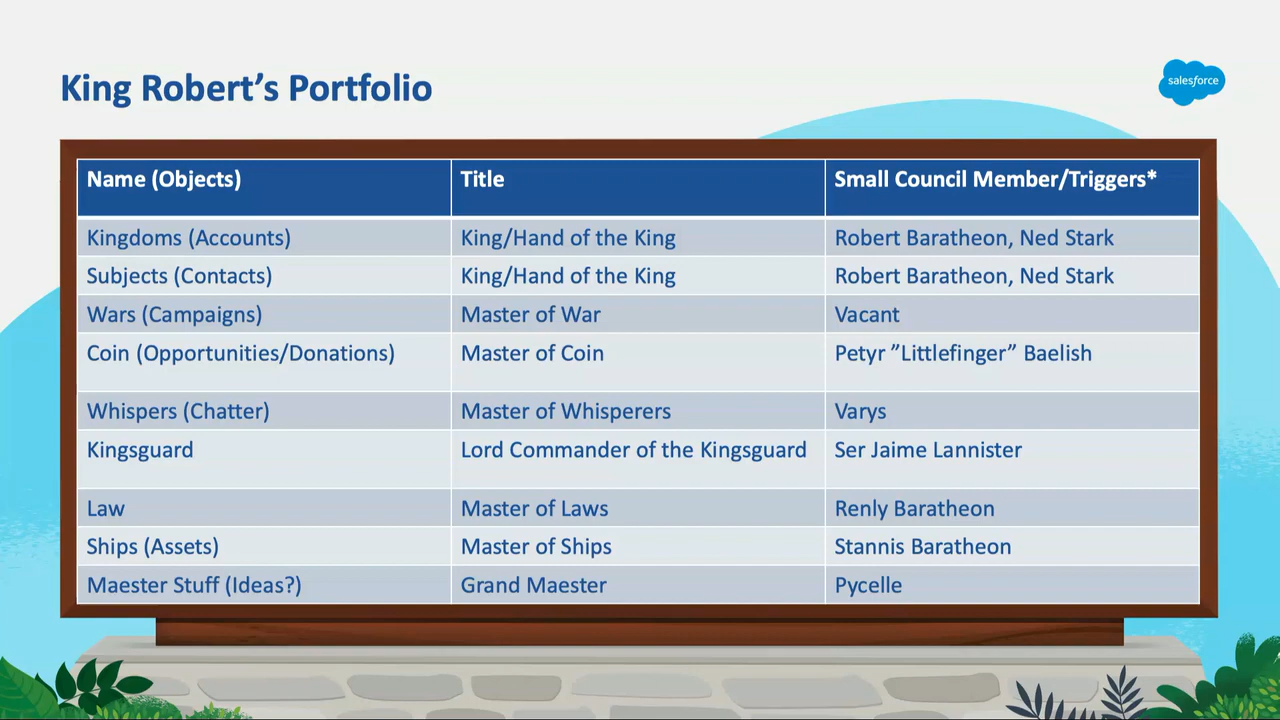 King Robert’s Portfolio
salesforce
Name (Objects) Title Small Council Member/Triggers*
Kingdoms (Accounts) King/Hand of the King Robert Baratheon, Ned Stark
Subjects (Contacts) King/Hand of the King Robert Baratheon, Ned Stark
Wars (Campaigns) Master of War Vacant
Coin (Opportunities/Donations) Master of Coin Petyr ”Littlefinger” Baelish
Whispers (Chatter) Master of Whisperers Varys
Kingsguard Lord Commander of the Kingsguard Ser Jaime Lannister
Law Master of Laws Renly Baratheon
Ships (Assets) Master of Ships Stannis Baratheon
Maester Stuff (Ideas?) Grand Maester Pycelle